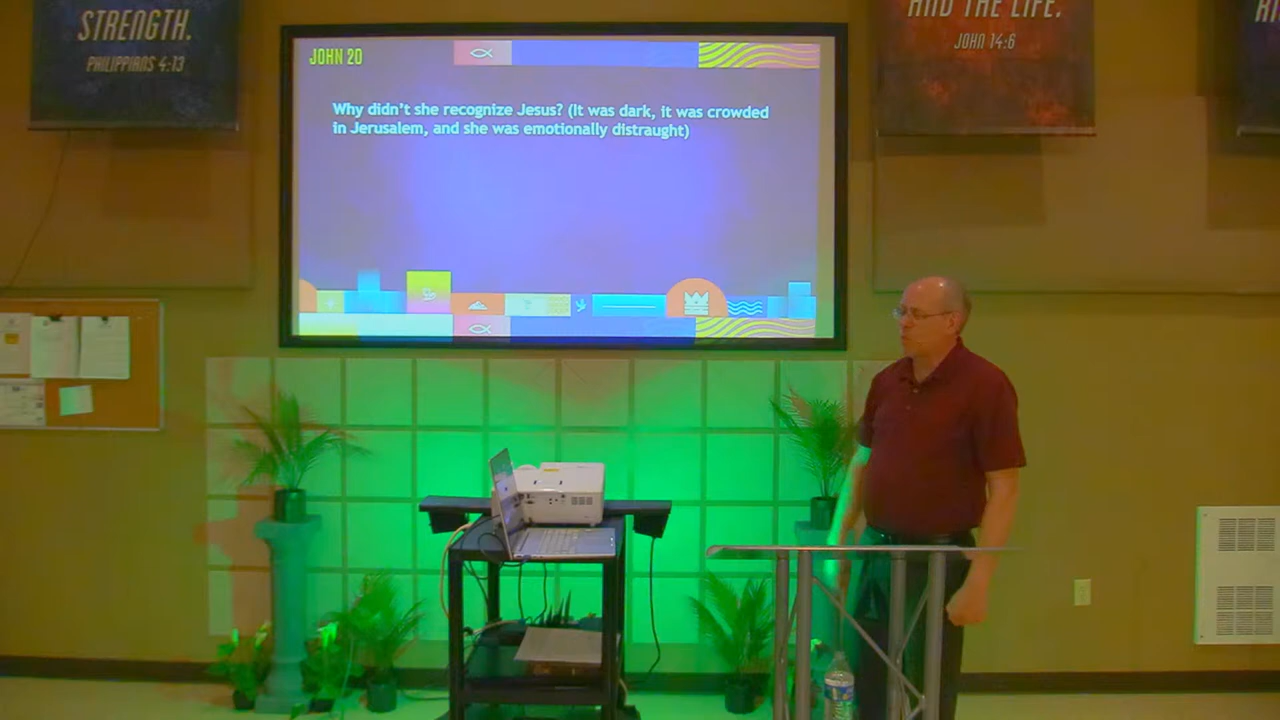 STRENGTH.
PHILIPPIANS 4:13
AND THE LIFE.
JOHN 14:6
JOHN 20
Why didn't she recognize Jesus? (It was dark, it was crowded
in Jerusalem, and she was emotionally distraught)